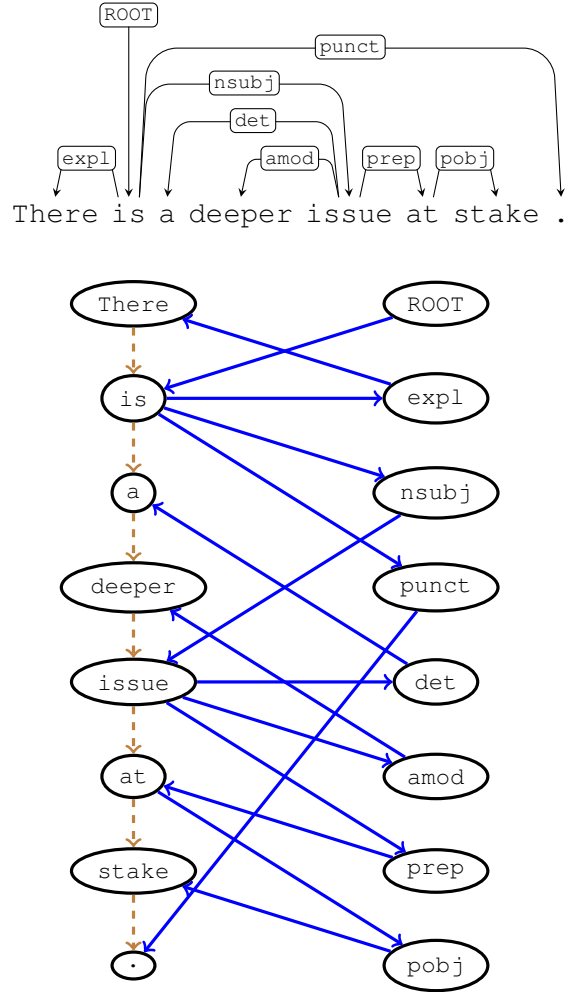 ROOT
punct
nsubj
det
expl amod prep pobj
There is a deeper issue at stake .
There ROOT
is expl
a nsubj
deeper punct
issue det
at amod
stake prep
. pobj